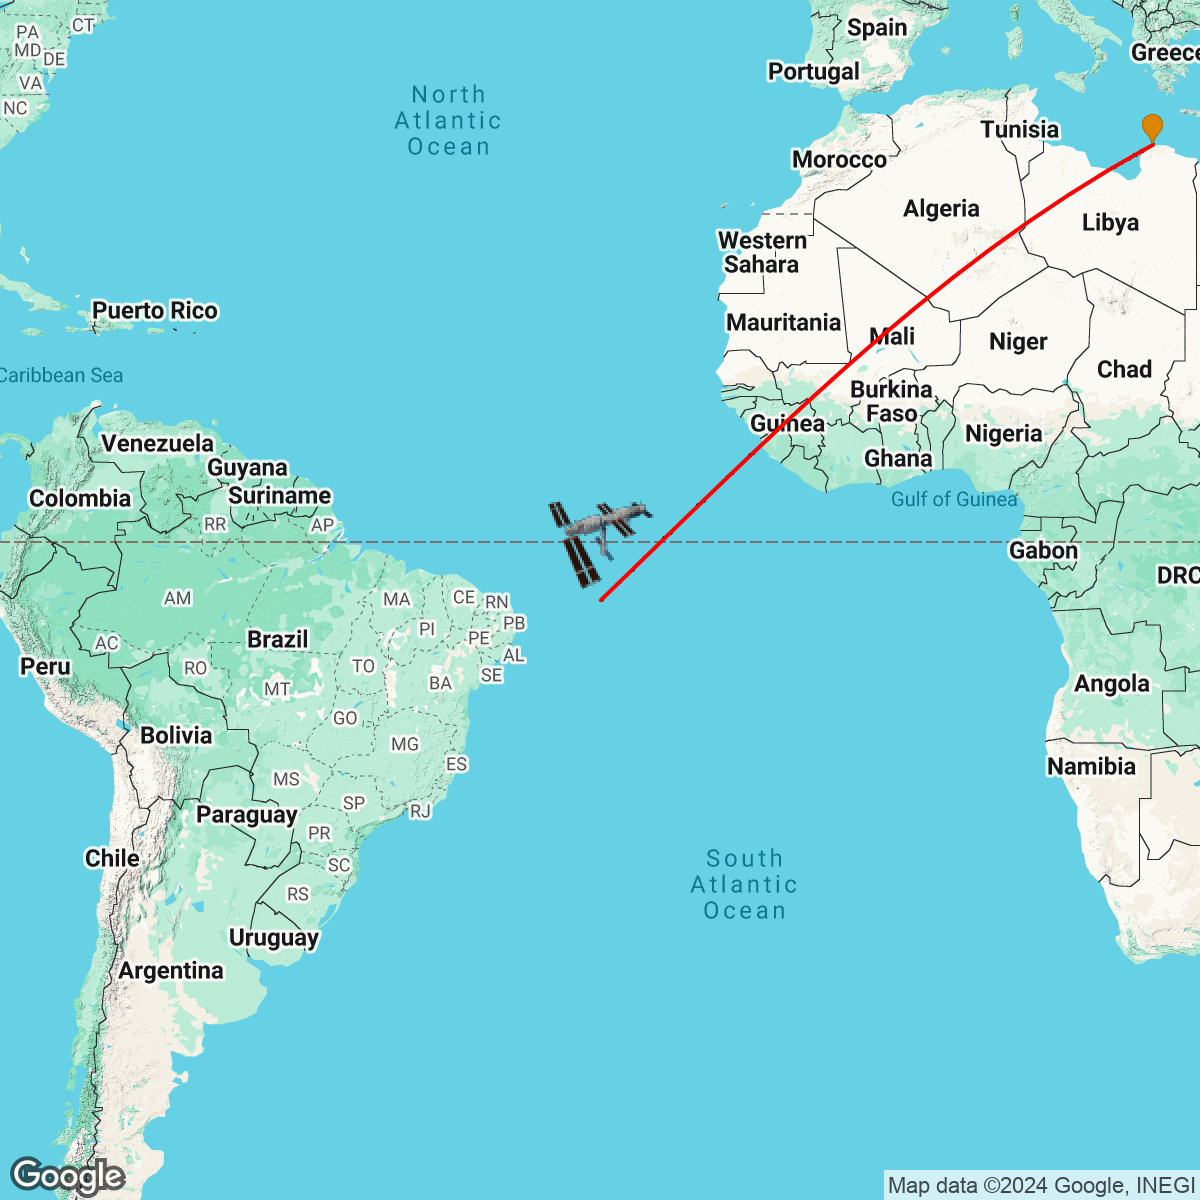 CT
PA
MD
DE
VA
NC
Spain
Portugal
Greece
North
Atlantic
Ocean
Tunisia
Morocco
Algeria
Libya
Western
Sahara
Puerto Rico
Mauritania
Mali
Niger
Chad
Caribbean Sea
Burkina
Faso
Guinea
Nigeria
Ghana
Venezuela
Guyana
Suriname
Colombia
Gulf of Guinea
RR
AP
Gabon
DRC
AM
MA
CE
RN
PB
PI
PE
AC
Brazil
AL
Peru
RO
TO
SE
MT
BA
Angola
GO
Bolivia
MG
ES
Namibia
MS
SP
RJ
Paraguay
PR
Chile
SC
South
Atlantic
Ocean
RS
Uruguay
Argentina
Google
Map data ©2024 Google, INEGI